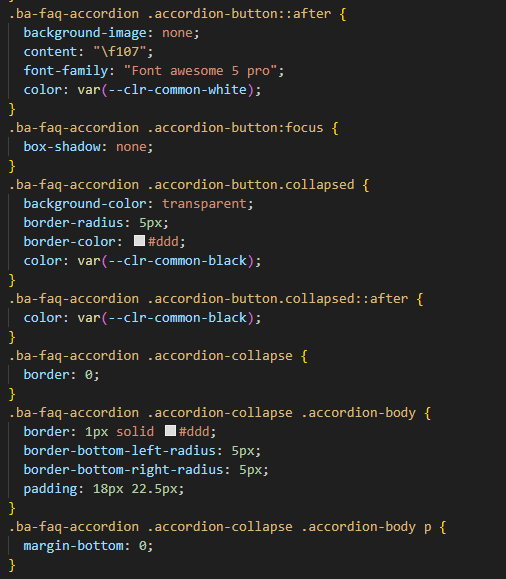 }
.ba-faq-accordion .accordion-button::after {
background-image: none;
content: "\f107";
font-family: "Font awesome 5 pro";
color: var(--clr-common-white);
}
.ba-faq-accordion .accordion-button:focus {
box-shadow: none;
}
.ba-faq-accordion .accordion-button.collapsed {
background-color: transparent;
border-radius: 5px;
border-color: #ddd;
color: var(--clr-common-black);
}
.ba-faq-accordion .accordion-button.collapsed::after {
color: var(--clr-common-black);
}
.ba-faq-accordion .accordion-collapse {
border: 0;
}
.ba-faq-accordion .accordion-collapse .accordion-body {
border: 1px solid #ddd;
border-bottom-left-radius: 5px;
border-bottom-right-radius: 5px;
padding: 18px 22.5px;
}
.ba-faq-accordion .accordion-collapse .accordion-body p {
margin-bottom: 0;
}